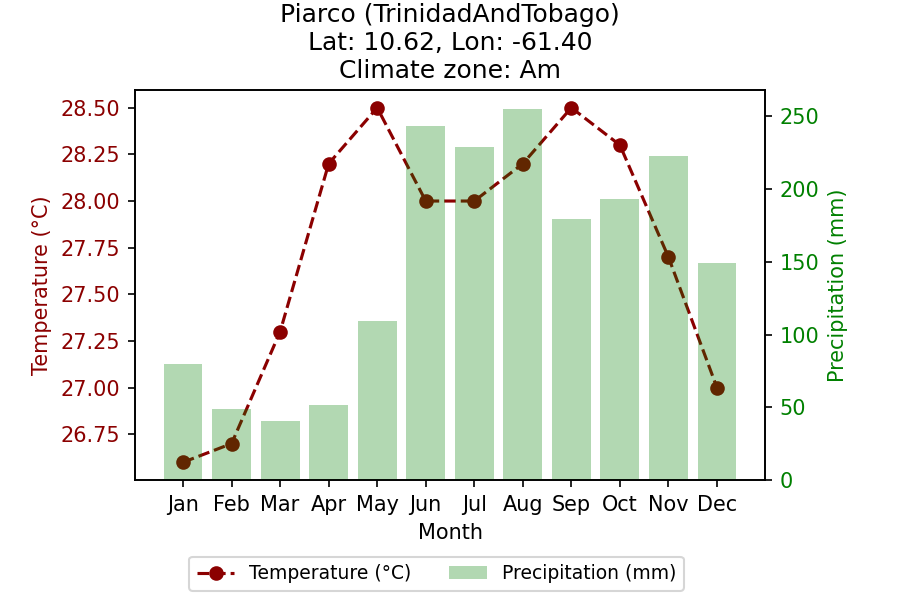 Piarco (TrinidadAndTobago)
Lat: 10.62, Lon: -61.40
Climate zone: Am
Temperature (°C)
28.50
28.25
28.00
27.75
27.50
27.25
27.00
26.75
250
200
150
100
50
0
Precipitation (mm)
Jan Feb Mar Apr May Jun Jul Aug Sep Oct Nov Dec
Month
Temperature (°C) Precipitation (mm)